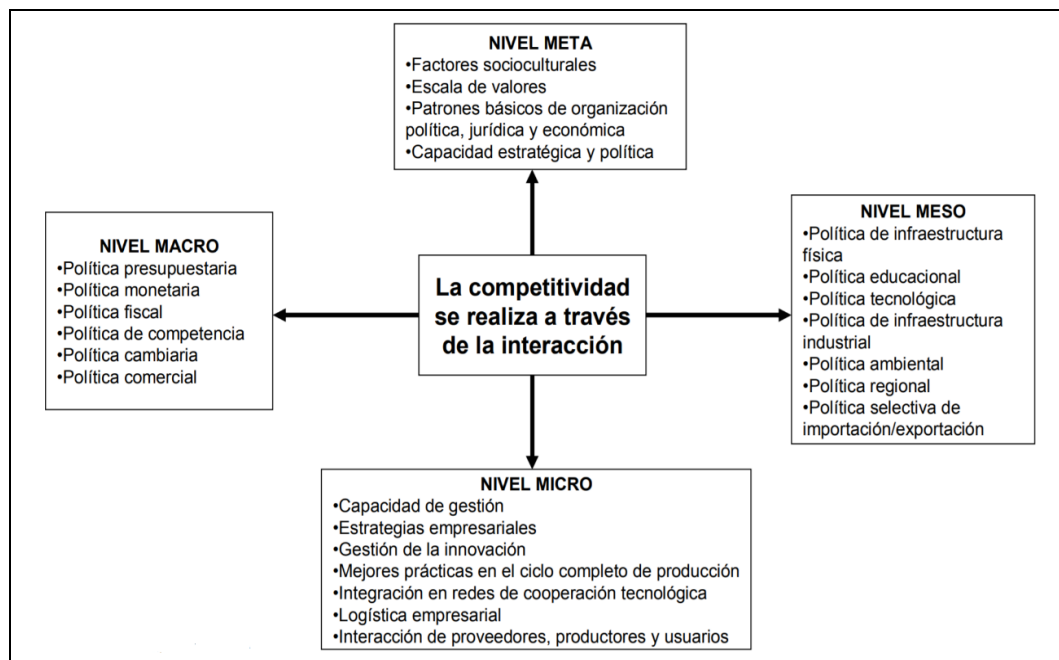 NIVEL META
•Factores socioculturales
•Escala de valores
•Patrones básicos de organización
política, jurídica y económica
•Capacidad estratégica y política
NIVEL MACRO
•Política presupuestaria
•Política monetaria
•Política fiscal
•Política de competencia
•Política cambiaria
•Política comercial
La competitividad
se realiza a través
de la interacción
NIVEL MESO
•Política de infraestructura
física
•Política educacional
•Política tecnológica
•Política de infraestructura
industrial
•Política ambiental
•Política regional
•Política selectiva de
importación/exportación
NIVEL MICRO
•Capacidad de gestión
•Estrategias empresariales
•Gestión de la innovación
•Mejores prácticas en el ciclo completo de producción
•Integración en redes de cooperación tecnológica
•Logística empresarial
•Interacción de proveedores, productores y usuarios